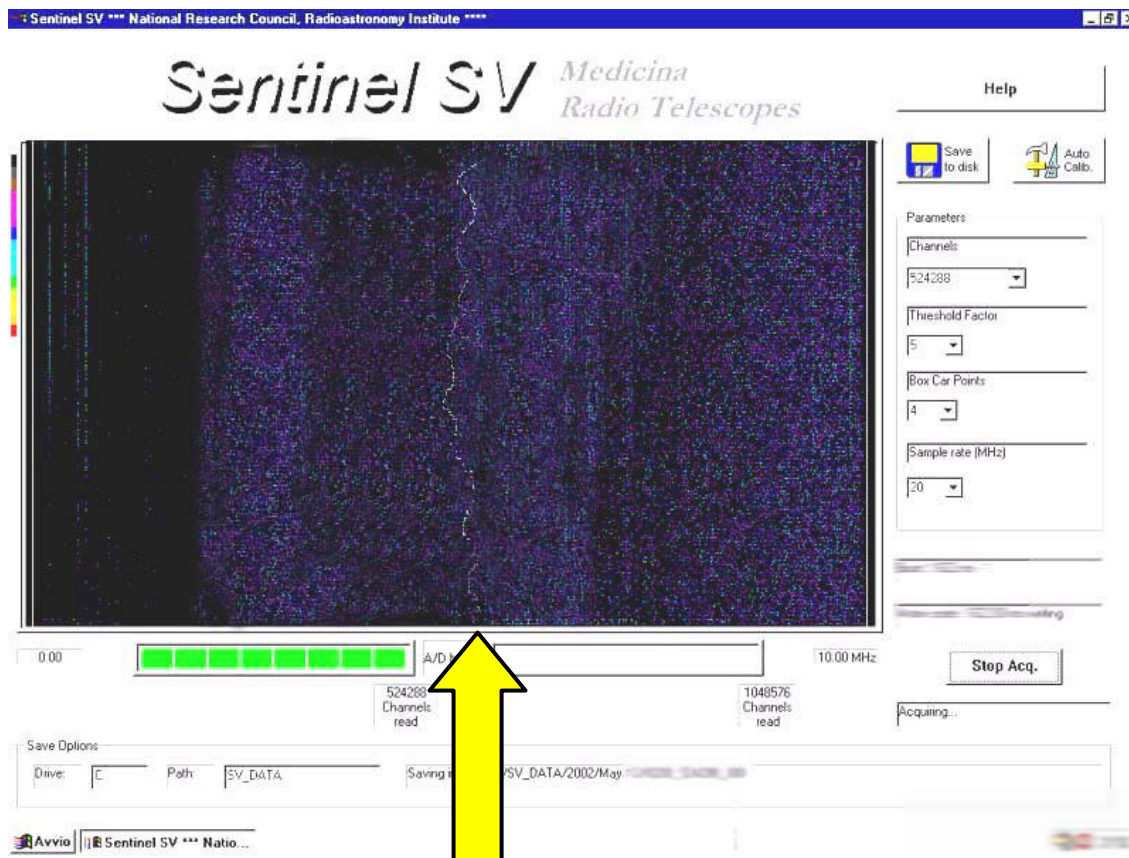 Sentinel SV *** National Research Council, Radioastronomy Institute ****
Sentinel SV
Medicina
Radio Telescopes
Help
Save
to disk
Auto
Calib.
Parameters
Channels
524288
Threshold Factor
5
Box Car Points
4
Sample rate (MHz)
20
0.00
A/D
10.00 MHz
Stop Acq.
524288
Channels
read
1048576
Channels
read
Acquiring...
Save Options
Drive:
Path:
SV_DATA
Saving
/SV_DATA/2002/May
Avvio
Sentinel SV *** Natio...